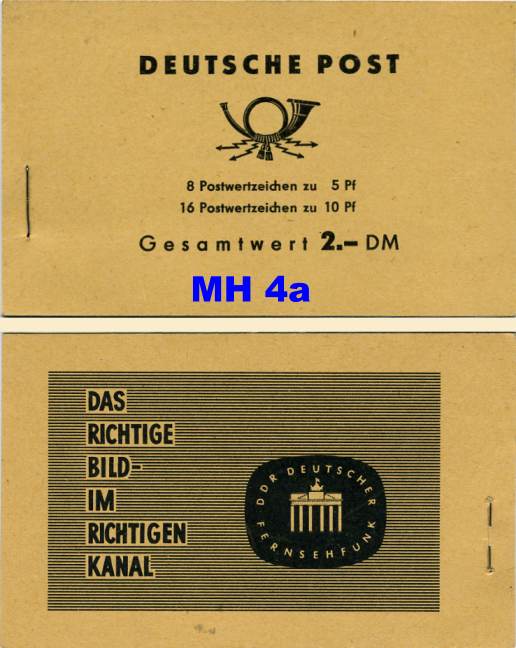 DEUTSCHE POST
8 Postwertzeichen zu 5 Pf
16 Postwertzeichen zu 10 Pf
Gesamtwert 2.– DM
MH 4a
DAS
RICHTIGE
BILD-
IM
RICHTIGEN
KANAL
DDR DEUTSCHER
FERNSEHFUNK